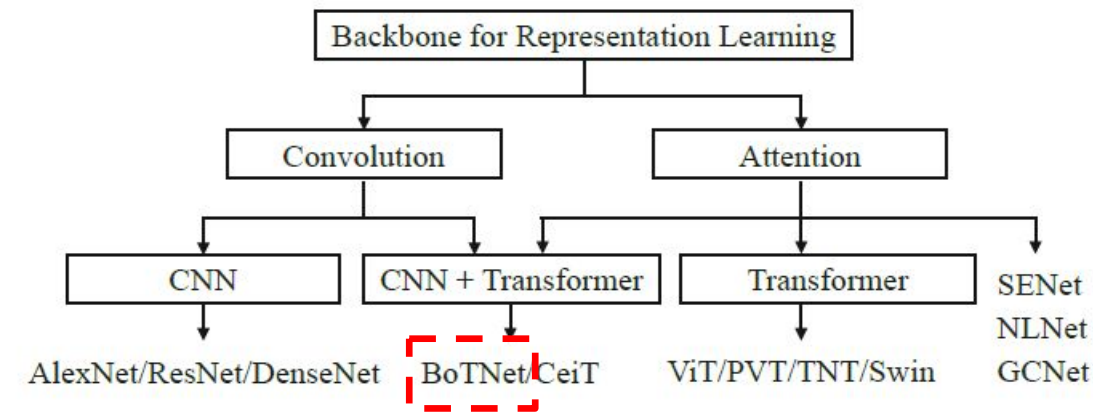 Backbone for Representation Learning
Convolution
Attention
CNN
CNN + Transformer
Transformer
SENet
NLNet
GCNet
AlexNet/ResNet/DenseNet
BoTNet/CeiT
ViT/PVT/TNT/Swin